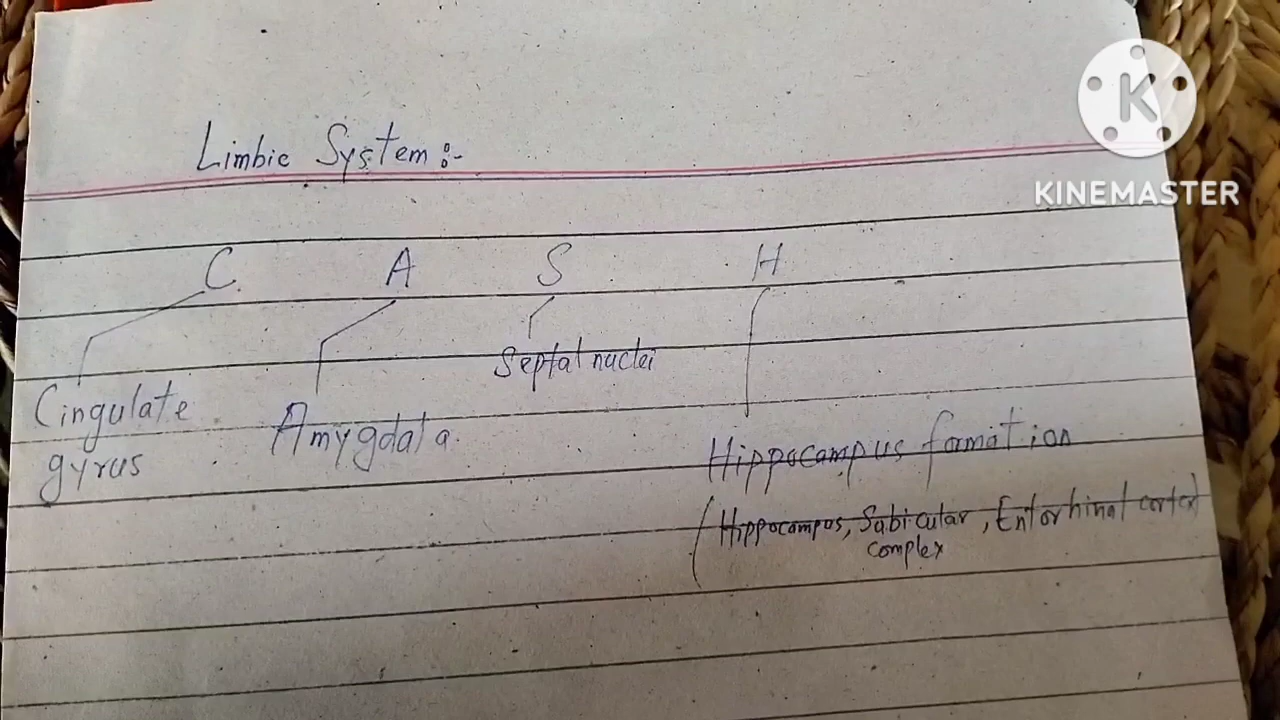 Limbic System :-
C A S H
Septal nuclei
Cingulate
gyrus
Amygdala.
Hippocampus formation
(Hippocampus, Subicular, Entorhinal cortex)
complex
K
KINEMASTER